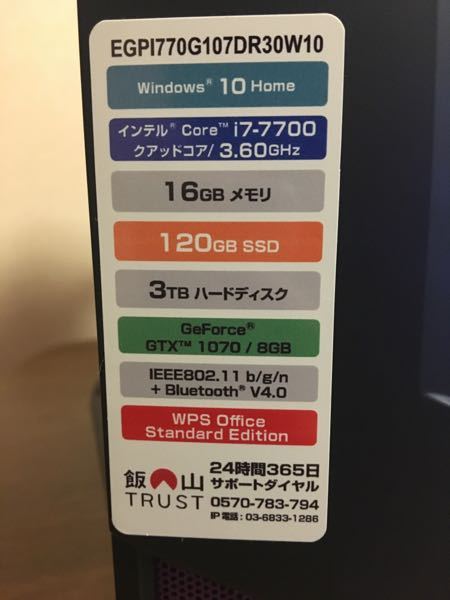 EGPI770G107DR30W10
Windows® 10 Home
インテル® Core™ i7-7700
クアッドコア/ 3.60GHz
16GB メモリ
120GB SSD
3TB ハードディスク
GeForce®
GTX™ 1070 / 8GB
IEEE802.11 b/g/n
+ Bluetooth® V4.0
WPS Office
Standard Edition
飯山
TRUST
24時間365日
サポートダイヤル
0570-783-794
IP電話:03-6833-1286